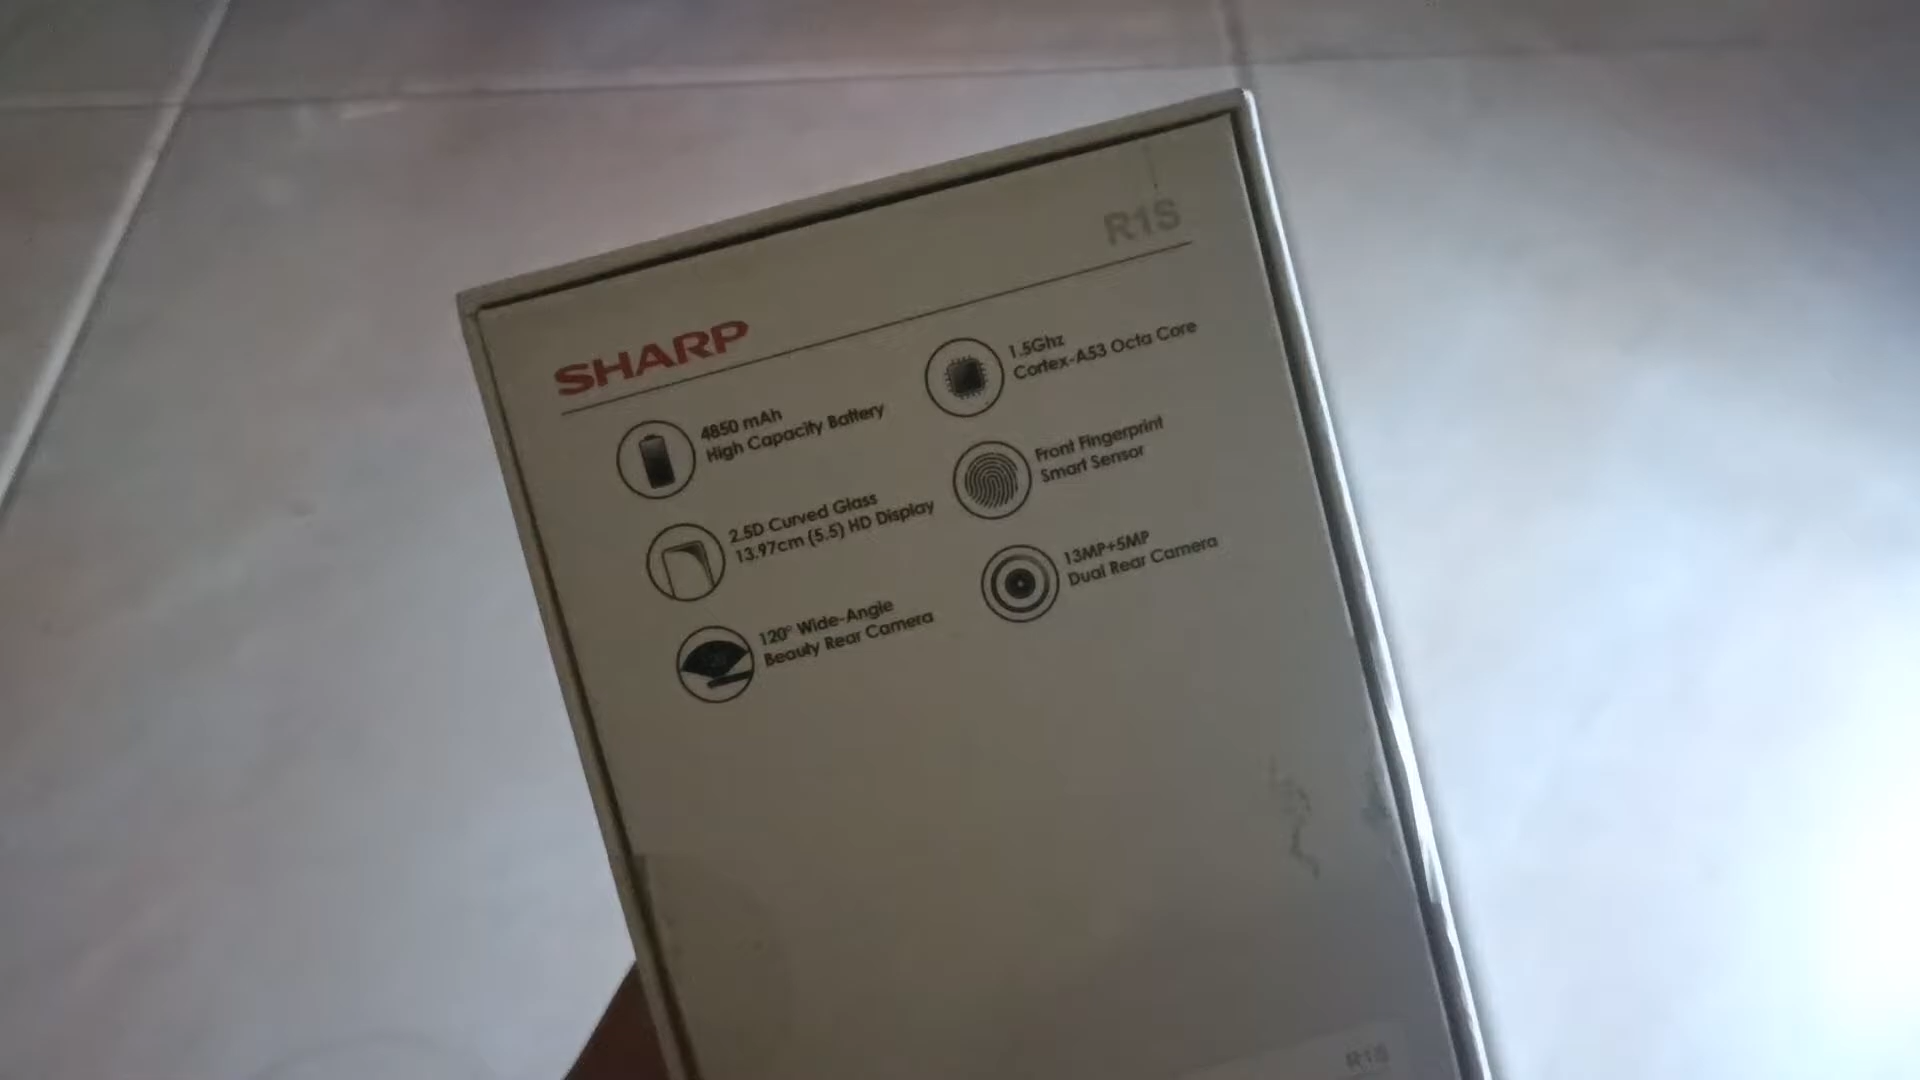 R1S
SHARP
4850 mAh
High Capacity Battery
1.5Ghz
Cortex-A53 Octa Core
2.5D Curved Glass
13.97cm (5.5) HD Display
Front Fingerprint
Smart Sensor
120° Wide-Angle
Beauty Rear Camera
13MP+5MP
Dual Rear Camera
R1S